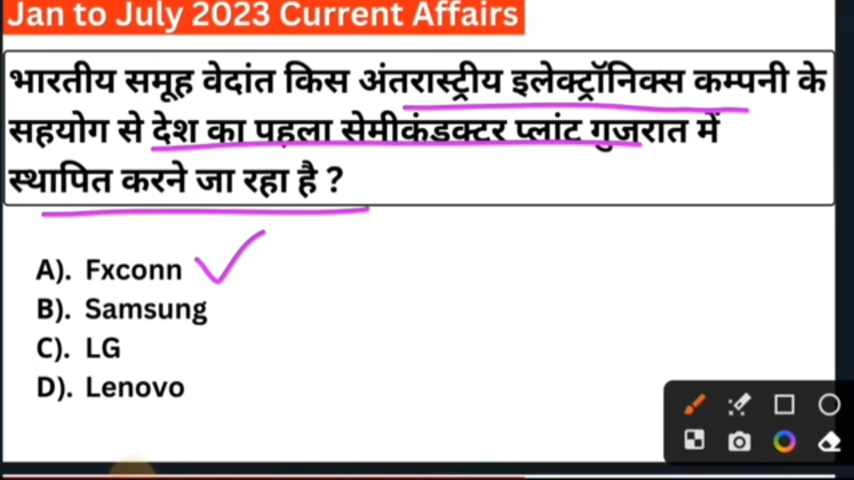 Jan to July 2023 Current Affairs
भारतीय समूह वेदांत किस अंतरास्ट्रीय इलेक्ट्रॉनिक्स कम्पनी के
सहयोग से देश का पहला सेमीकंडक्टर प्लांट गुजरात में
स्थापित करने जा रहा है ?
A). Fxconn
B). Samsung
C). LG
D). Lenovo